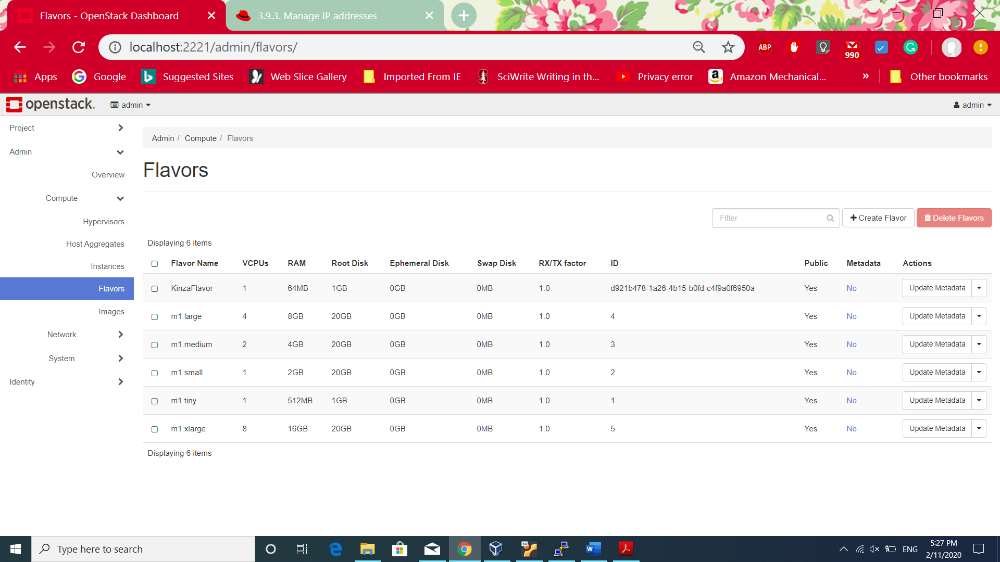 Flavors - OpenStack Dashboard
3.9.3. Manage IP addresses
localhost:2221/admin/flavors/
ABP
990
Apps
Google
Suggested Sites
Web Slice Gallery
Imported From IE
SciWrite Writing in th...
Privacy error
Amazon Mechanical...
»
Other bookmarks
openstack.
admin
admin
Project
Admin
Overview
Compute
Hypervisors
Host Aggregates
Instances
Flavors
Images
Network
System
Identity
Admin / Compute / Flavors
Flavors
Filter
Create Flavor
Delete Flavors
Displaying 6 items
Flavor Name VCPUs RAM Root Disk Ephemeral Disk Swap Disk RX/TX factor ID Public Metadata Actions
KinzaFlavor 1 64MB 1GB 0GB 0MB 1.0 d921b478-1a26-4b15-b0fd-c4f9a0f6950a Yes No Update Metadata
m1.large 4 8GB 20GB 0GB 0MB 1.0 4 Yes No Update Metadata
m1.medium 2 4GB 20GB 0GB 0MB 1.0 3 Yes No Update Metadata
m1.small 1 2GB 20GB 0GB 0MB 1.0 2 Yes No Update Metadata
m1.tiny 1 512MB 1GB 0GB 0MB 1.0 1 Yes No Update Metadata
m1.xlarge 8 16GB 20GB 0GB 0MB 1.0 5 Yes No Update Metadata
Displaying 6 items
Type here to search
64
W
ENG
5:27 PM
2/11/2020